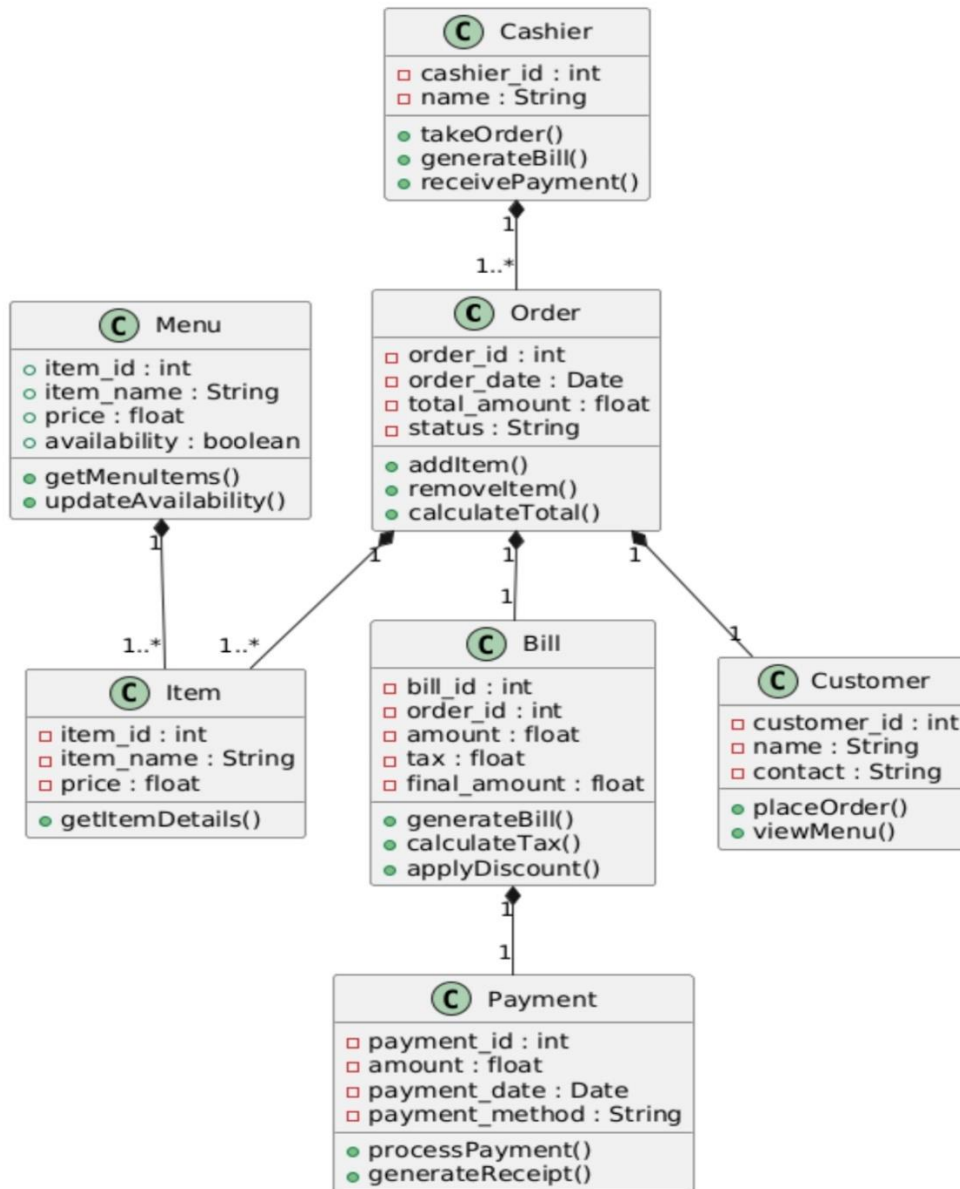 C Cashier
cashier_id : int
name : String
takeOrder()
generateBill()
receivePayment()
1
1..*
C Menu
item_id : int
item_name : String
price : float
availability : boolean
getMenuItems()
updateAvailability()
1
1..*
C Order
order_id : int
order_date : Date
total_amount : float
status : String
addItem()
removeItem()
calculateTotal()
1
1..*
1
1
1
1
C Item
item_id : int
item_name : String
price : float
getItemDetails()
C Bill
bill_id : int
order_id : int
amount : float
tax : float
final_amount : float
generateBill()
calculateTax()
applyDiscount()
C Customer
customer_id : int
name : String
contact : String
placeOrder()
viewMenu()
1
1
C Payment
payment_id : int
amount : float
payment_date : Date
payment_method : String
processPayment()
generateReceipt()